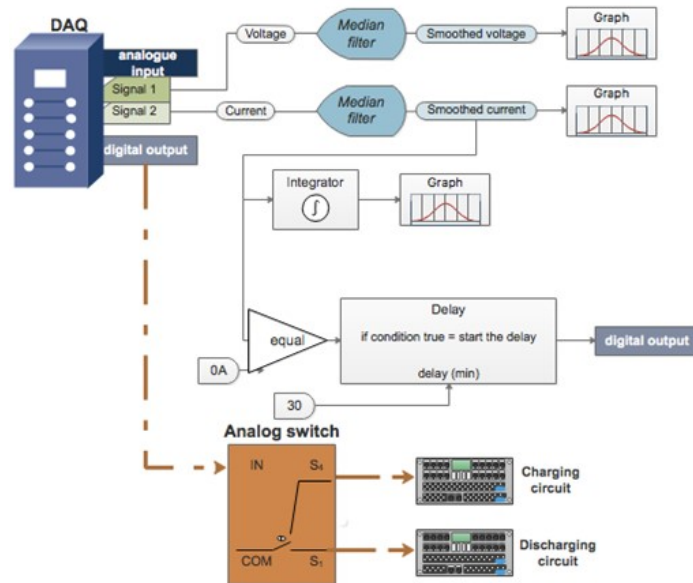 DAQ
analogue
input
Signal 1
Signal 2
digital output
Voltage
Median
filter
Smoothed voltage
Graph
Current
Median
filter
Smoothed current
Graph
Integrator
∫
Graph
equal
0A
Delay
if condition true = start the delay
delay (min)
30
digital output
Analog switch
IN
S₄
COM
S₁
Charging
circuit
Discharging
circuit